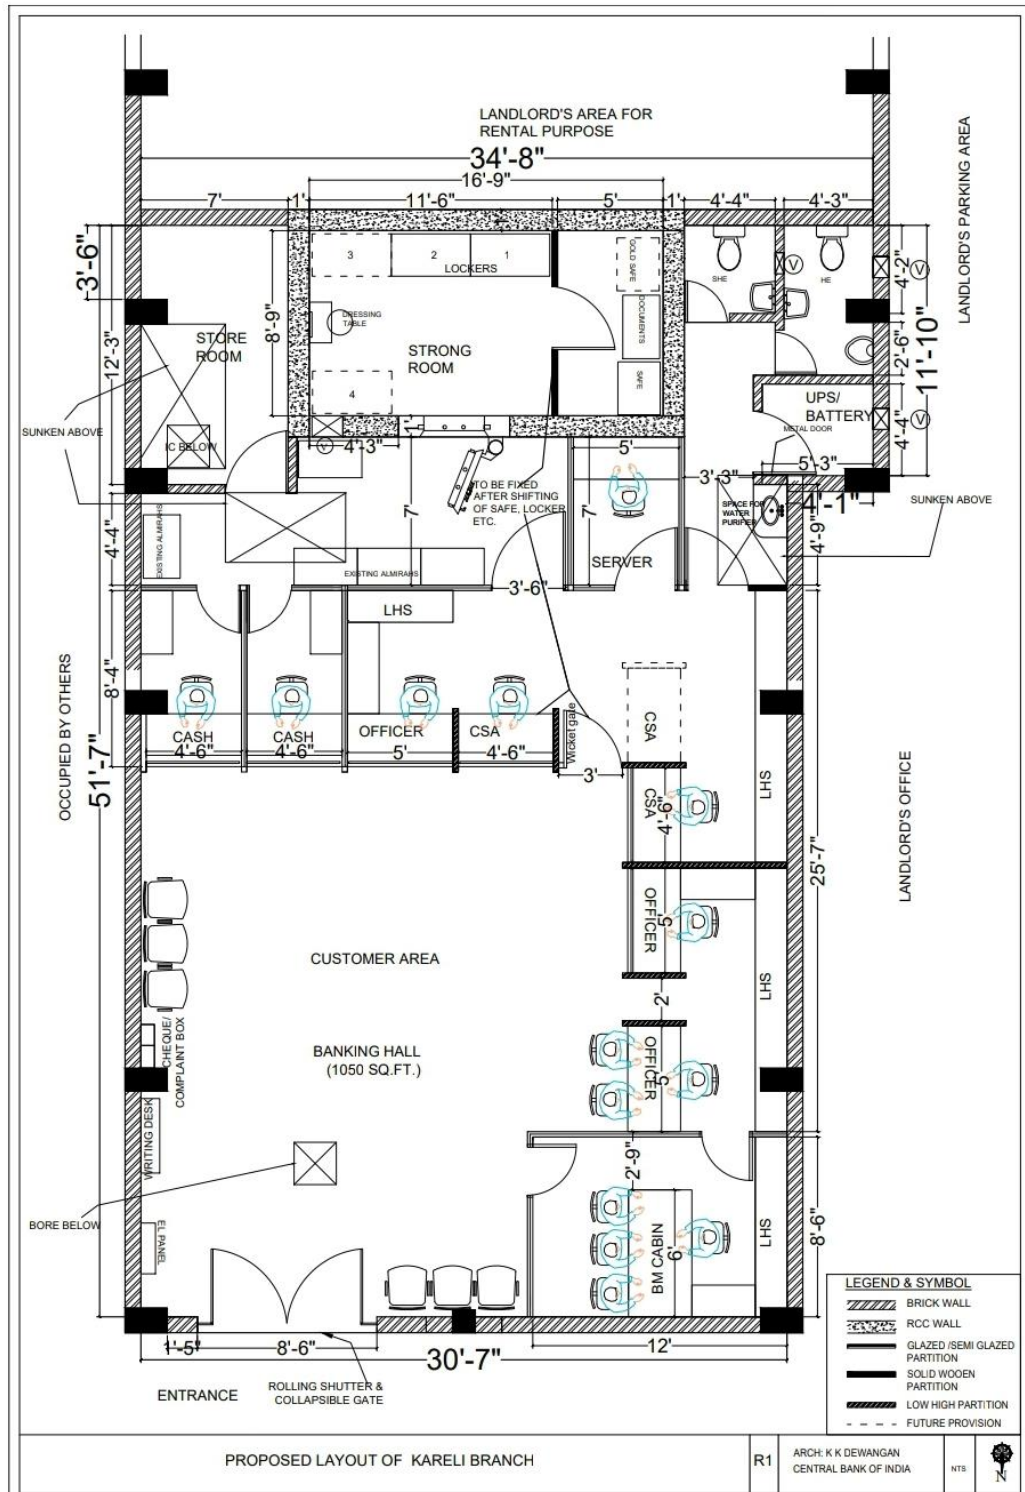 LANDLORD'S AREA FOR
RENTAL PURPOSE
34'-8"
16'-9"
7'
1'
11'-6"
5'
1'
4'-4"
4'-3"
LANDLORD'S PARKING AREA
3'-6"
12'-3"
8'-9"
3
2
1
LOCKERS
GOLD SAFE
DOCUMENTS
SAFE
SHE
HE
V
V
4'-2"
2'-6"
11'-10"
4'-4"
DRESSING
TABLE
STORE
ROOM
STRONG
ROOM
4
UPS/
BATTERY
METAL DOOR
V
5'-3"
SUNKEN ABOVE
IC BELOW
V
4'-3"
1'
5'
3'-3"
4'-1"
SUNKEN ABOVE
TO BE FIXED
AFTER SHIFTING
OF SAFE, LOCKER
ETC.
SPACE FOR
WATER
PURIFIER
7'
7'
4'-9"
4'-4"
EXISTING ALMIRAHS
EXISTING ALMIRAHS
SERVER
3'-6"
LHS
OCCUPIED BY OTHERS
51'-7"
8'-4"
CASH
4'-6"
CASH
4'-6"
OFFICER
5'
CSA
4'-6"
Wicket gate
3'
CSA
CSA
4'-6"
LHS
LANDLORD'S OFFICE
25'-7"
OFFICER
5'
2'
LHS
CUSTOMER AREA
BANKING HALL
(1050 SQ.FT.)
CHEQUE/
COMPLAINT BOX
OFFICER
5'
WRITING DESK
BORE BELOW
EL PANEL
2'-9"
BM CABIN
6'
LHS
8'-6"
1'-5"
8'-6"
12'
30'-7"
ENTRANCE
ROLLING SHUTTER &
COLLAPSIBLE GATE
LEGEND & SYMBOL
BRICK WALL
RCC WALL
GLAZED /SEMI GLAZED
PARTITION
SOLID WOOEN
PARTITION
LOW HIGH PARTITION
FUTURE PROVISION
PROPOSED LAYOUT OF KARELI BRANCH
R1
ARCH: K K DEWANGAN
CENTRAL BANK OF INDIA
NTS
N